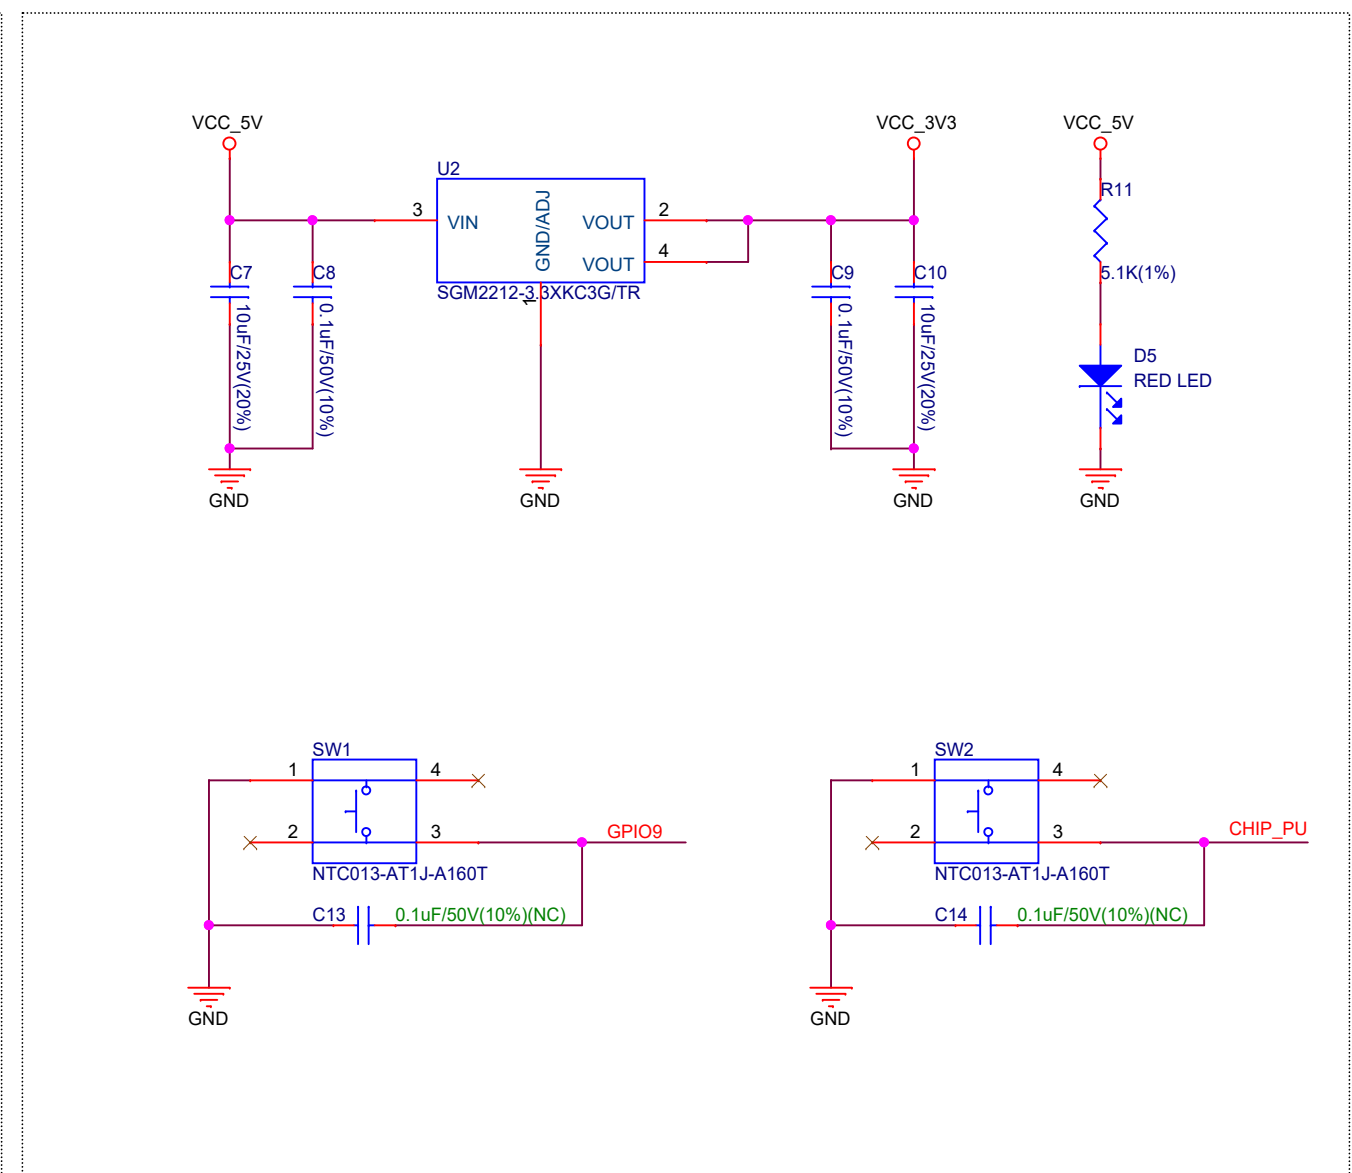 VCC_5V
VCC_3V3
VCC_5V
U2
R11
3
VIN
GND/ADJ
VOUT
2
VOUT
4
C7
C8
C9
C10
5.1K(1%)
SGM2212-3.3XKC3G/TR
1
10uF/25V(20%)
0.1uF/50V(10%)
0.1uF/50V(10%)
10uF/25V(20%)
D5
RED LED
GND
GND
GND
GND
SW1
SW2
1
4
1
4
2
3
GPIO9
2
3
CHIP_PU
NTC013-AT1J-A160T
NTC013-AT1J-A160T
C13
0.1uF/50V(10%)(NC)
C14
0.1uF/50V(10%)(NC)
GND
GND